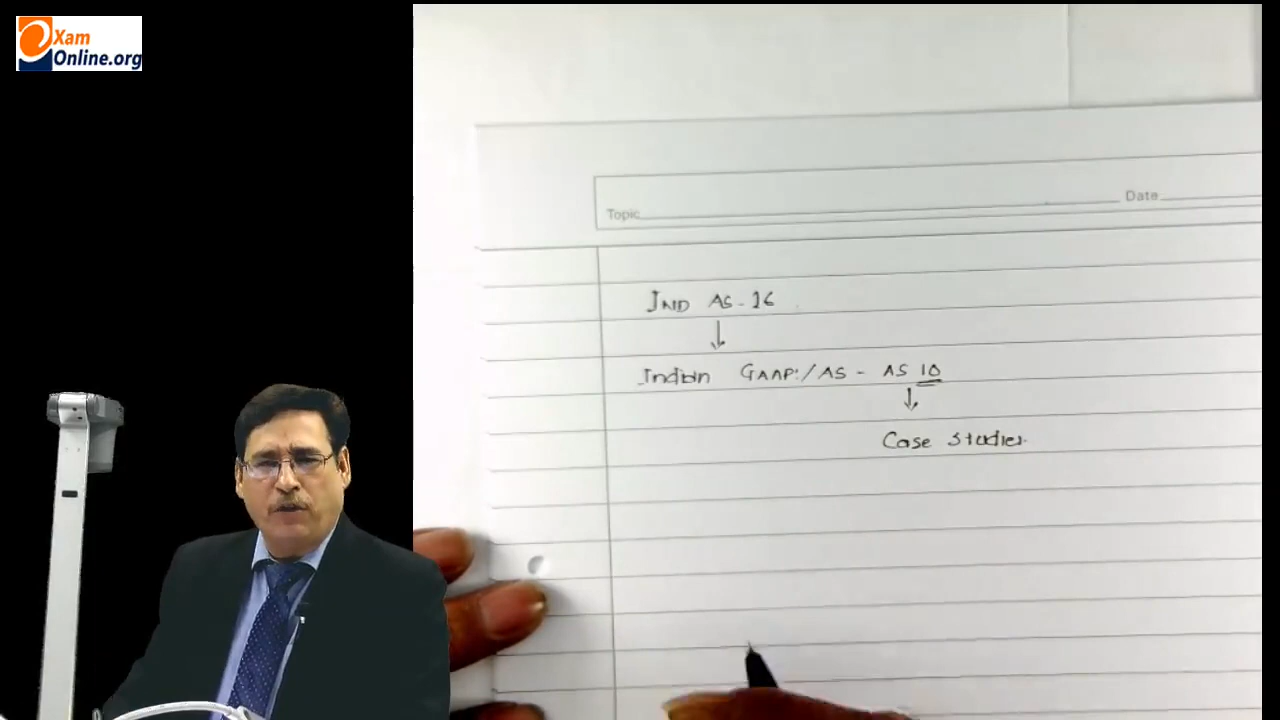 Xam
Online.org
Topic
Date
IND AS-16
Indian GAAP/AS - AS 10
Case Studies